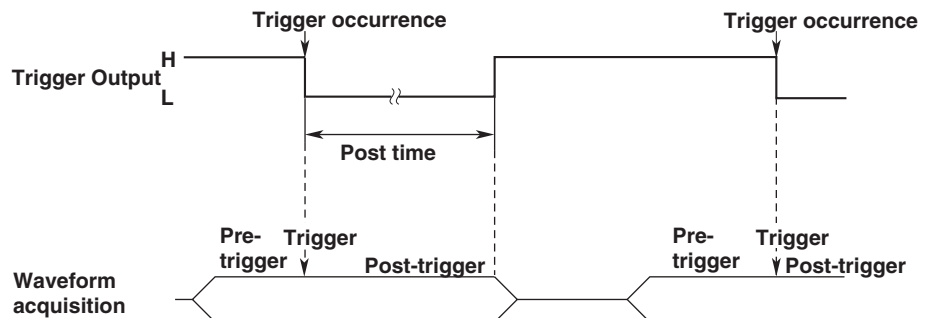 Trigger occurrence
Trigger occurrence
H
Trigger Output
L
Post time
Pre-
trigger
Trigger
Post-trigger
Pre-
trigger
Trigger
Post-trigger
Waveform
acquisition